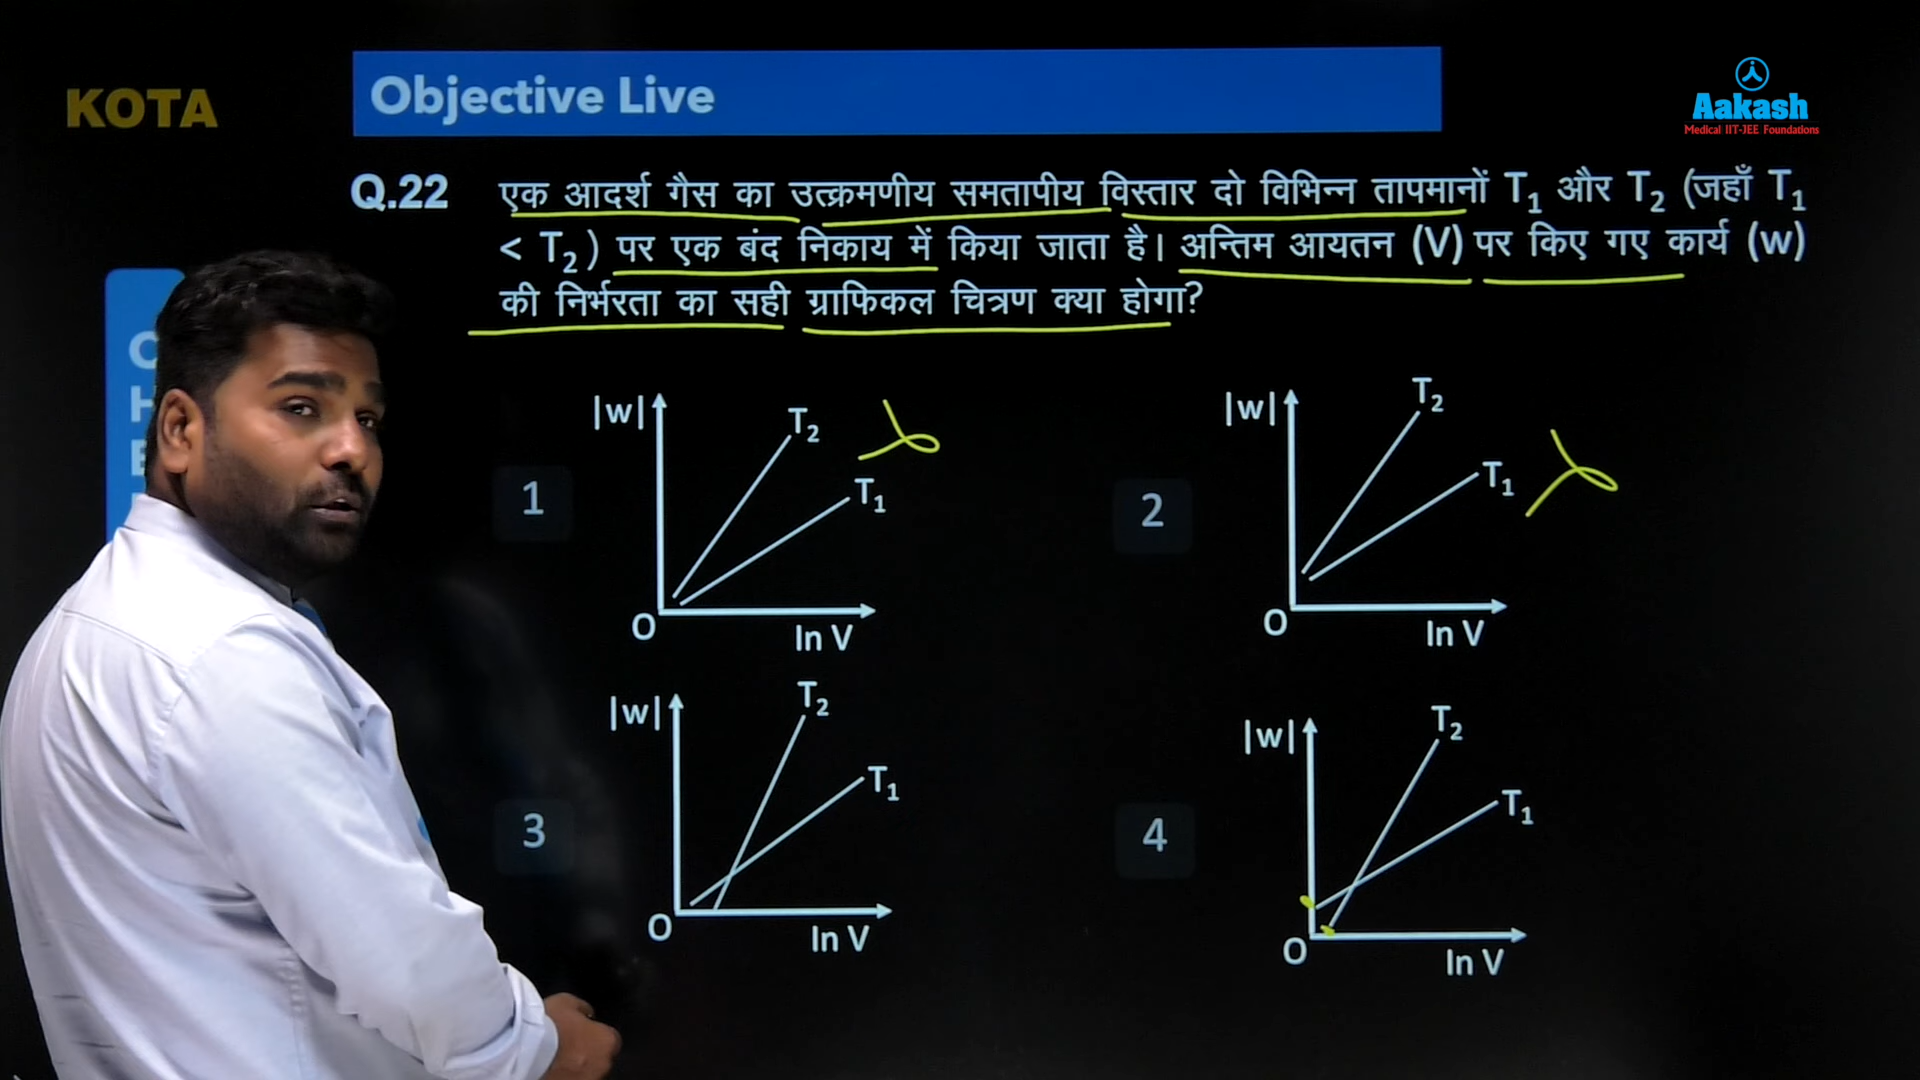 KOTA
Objective Live
Aakash
Medical IIT-JEE Foundations
Q.22 एक आदर्श गैस का उत्क्रमणीय समतापीय विस्तार दो विभिन्न तापमानों T₁ और T₂ (जहाँ T₁
< T₂) पर एक बंद निकाय में किया जाता है। अन्तिम आयतन (V) पर किए गए कार्य (w)
की निर्भरता का सही ग्राफिकल चित्रण क्या होगा?
1
|w|
T₂
T₁
O
ln V
2
|w|
T₂
T₁
O
ln V
3
|w|
T₂
T₁
O
ln V
4
|w|
T₂
T₁
O
ln V